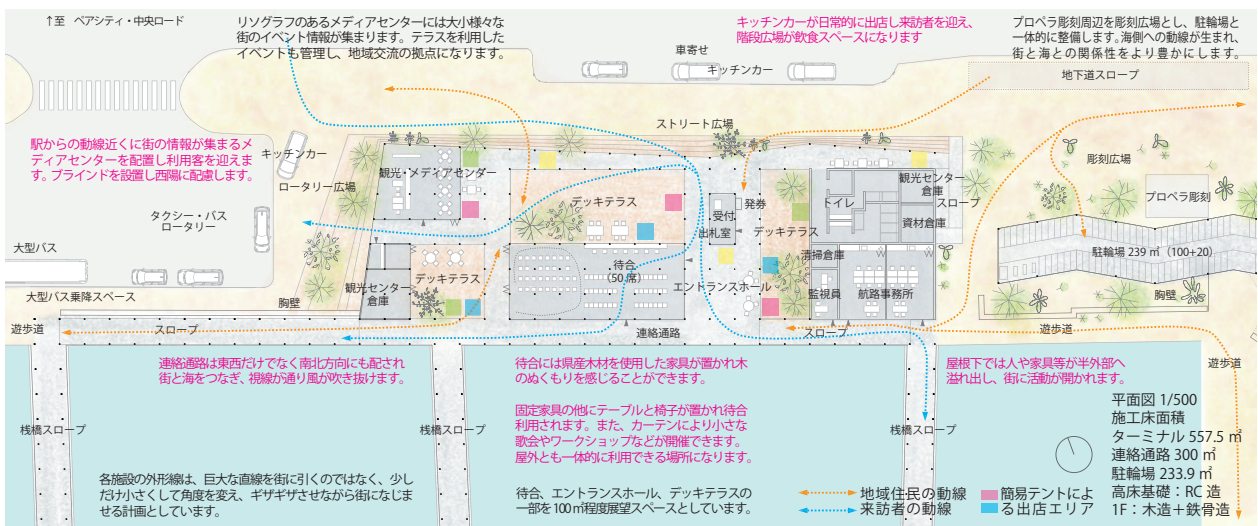 ↑至 ベアシティ・中央ロード
リソグラフのあるメディアセンターには大小様々な
街のイベント情報が集まります。テラスを利用した
イベントも管理し、地域交流の拠点になります。
キッチンカーが日常的に出店し来訪者を迎え、
階段広場が飲食スペースになります
プロペラ彫刻周辺を彫刻広場とし、駐輪場と
一体的に整備します。海側への動線が生まれ、
街と海との関係性をより豊かにします。
車寄せ
キッチンカー
地下道スロープ
駅からの動線近くに街の情報が集まるメ
ディアセンターを配置し利用客を迎えま
す。ブラインドを設置し西陽に配慮します。
キッチンカー
ロータリー広場
ストリート広場
観光・メディアセンター
デッキテラス
受付
発券
出札室
デッキテラス
トイレ
観光センター
倉庫
スロープ
資材倉庫
彫刻広場
プロペラ彫刻
タクシー・バス
ロータリー
大型バス
大型バス乗降スペース
胸壁
観光センター
倉庫
デッキテラス
待合
(50 席)
エントランスホール
清掃倉庫
監視員
航路事務所
駐輪場 239 ㎡（100+20）
胸壁
遊歩道
スロープ
連絡通路
スロープ
遊歩道
遊歩道
連絡通路は東西だけでなく南北方向にも配され
街と海をつなぎ、視線が通り風が吹き抜けます。
待合には県産木材を使用した家具が置かれ木
のぬくもりを感じることができます。
固定家具の他にテーブルと椅子が置かれ待合
利用されます。また、カーテンにより小さな
歌会やワークショップなどが開催できます。
屋外とも一体的に利用できる場所になります。
屋根下では人や家具等が半外部へ
溢れ出し、街に活動が開かれます。
桟橋スロープ
桟橋スロープ
桟橋スロープ
各施設の外形線は、巨大な直線を街に引くのではなく、少し
だけ小さくして角度を変え、ギザギザさせながら街になじま
せる計画としています。
待合、エントランスホール、デッキテラスの
一部を 100 ㎡程度展望スペースとしています。
地域住民の動線
来訪者の動線
簡易テントによ
る出店エリア
平面図 1/500
施工床面積
ターミナル 557.5 ㎡
連絡通路 300 ㎡
駐輪場 233.9 ㎡
高床基礎：RC 造
1F：木造＋鉄骨造